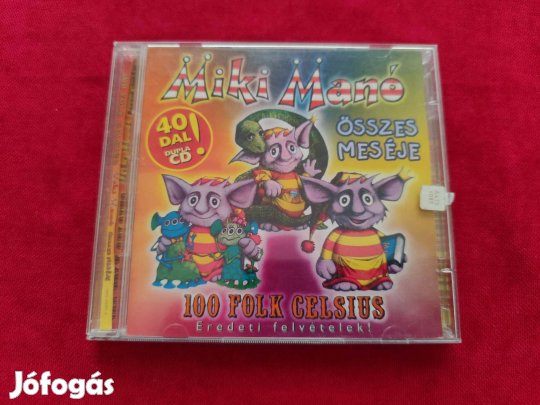 Miki Manó
40
DAL
DUPLA
CD
!
ÖSSZES
MESÉJE
100 FOLK CELSIUS
Eredeti felvételek!
Jófogás